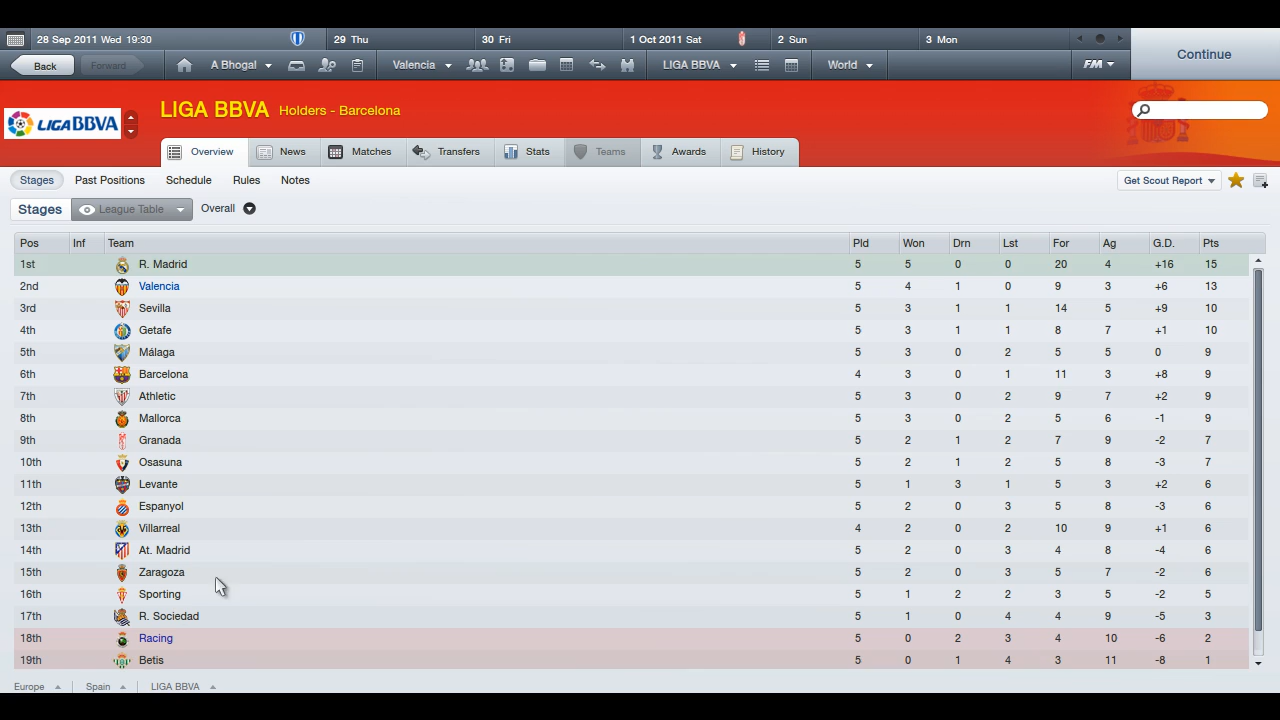 28 Sep 2011 Wed 19:30 29 Thu 30 Fri 1 Oct 2011 Sat 2 Sun 3 Mon
Back Forward A Bhogal Valencia LIGA BBVA World FM Continue
LIGA BBVA LIGA BBVA Holders - Barcelona
Overview News Matches Transfers Stats Teams Awards History
Stages Past Positions Schedule Rules Notes Get Scout Report
Stages League Table Overall
Pos Inf Team Pld Won Drn Lst For Ag G.D. Pts
1st R. Madrid 5 5 0 0 20 4 +16 15
2nd Valencia 5 4 1 0 9 3 +6 13
3rd Sevilla 5 3 1 1 14 5 +9 10
4th Getafe 5 3 1 1 8 7 +1 10
5th Málaga 5 3 0 2 5 5 0 9
6th Barcelona 4 3 0 1 11 3 +8 9
7th Athletic 5 3 0 2 9 7 +2 9
8th Mallorca 5 3 0 2 5 6 -1 9
9th Granada 5 2 1 2 7 9 -2 7
10th Osasuna 5 2 1 2 5 8 -3 7
11th Levante 5 1 3 1 5 3 +2 6
12th Espanyol 5 2 0 3 5 8 -3 6
13th Villarreal 4 2 0 2 10 9 +1 6
14th At. Madrid 5 2 0 3 4 8 -4 6
15th Zaragoza 5 2 0 3 5 7 -2 6
16th Sporting 5 1 2 2 3 5 -2 5
17th R. Sociedad 5 1 0 4 4 9 -5 3
18th Racing 5 0 2 3 4 10 -6 2
19th Betis 5 0 1 4 3 11 -8 1
Europe Spain LIGA BBVA